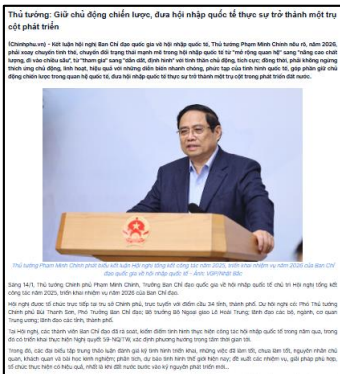 Thủ tướng: Giữ chủ động chiến lược, đưa hội nhập quốc tế thực sự trở thành một trụ
cột phát triển
(Chinhphu.vn) - Kết luận hội nghị Ban Chỉ đạo quốc gia về hội nhập quốc tế, Thủ tướng Phạm Minh Chính nêu rõ, năm 2026,
phải xoay chuyển tình thế, chuyển đổi trạng thái mạnh mẽ trong hội nhập quốc tế từ "mở rộng quan hệ" sang "nâng cao chất
lượng, đi vào chiều sâu", từ "tham gia" sang "dẫn dắt, định hình" với tinh thần chủ động, tích cực; đồng thời, phải không ngừng
thích ứng chủ động, linh hoạt, hiệu quả với những diễn biến nhanh chóng, phức tạp của tình hình quốc tế, góp phần giữ chủ
động chiến lược trong quan hệ quốc tế, đưa hội nhập quốc tế thực sự trở thành một trụ cột trong phát triển đất nước.
Thủ tướng Phạm Minh Chính phát biểu kết luận Hội nghị tổng kết công tác năm 2025, triển khai nhiệm vụ năm 2026 của Ban Chỉ
đạo quốc gia về hội nhập quốc tế - Ảnh: VGP/Nhật Bắc
Sáng 14/1, Thủ tướng Chính phủ Phạm Minh Chính, Trưởng Ban Chỉ đạo quốc gia về hội nhập quốc tế chủ trì Hội nghị tổng kết
công tác năm 2025, triển khai nhiệm vụ năm 2026 của Ban Chỉ đạo.
Hội nghị được tổ chức trực tiếp tại trụ sở Chính phủ, trực tuyến với điểm cầu 34 tỉnh, thành phố. Dự hội nghị có: Phó Thủ tướng
Chính phủ Bùi Thanh Sơn, Phó Trưởng Ban Chỉ đạo; Bộ trưởng Bộ Ngoại giao Lê Hoài Trung; lãnh đạo các bộ, ngành, cơ quan
Trung ương; lãnh đạo các tỉnh, thành phố.
Tại Hội nghị, các thành viên Ban Chỉ đạo đã rà soát, kiểm điểm tình hình thực hiện công tác hội nhập quốc tế trong năm qua, trong
đó có triển khai thực hiện Nghị quyết 59-NQ/TW, xác định phương hướng trọng tâm thời gian tới.
Trong đó, các đại biểu tập trung thảo luận đánh giá kỹ tình hình triển khai, những việc đã làm tốt, chưa làm tốt, nguyên nhân chủ
quan, khách quan và bài học kinh nghiệm; phân tích, dự báo tình hình thế giới hiện nay; đề xuất các nhiệm vụ, giải pháp phù hợp,
tổ chức thực hiện có hiệu quả, nhất là khi đất nước bước vào kỷ nguyên phát triển mới...